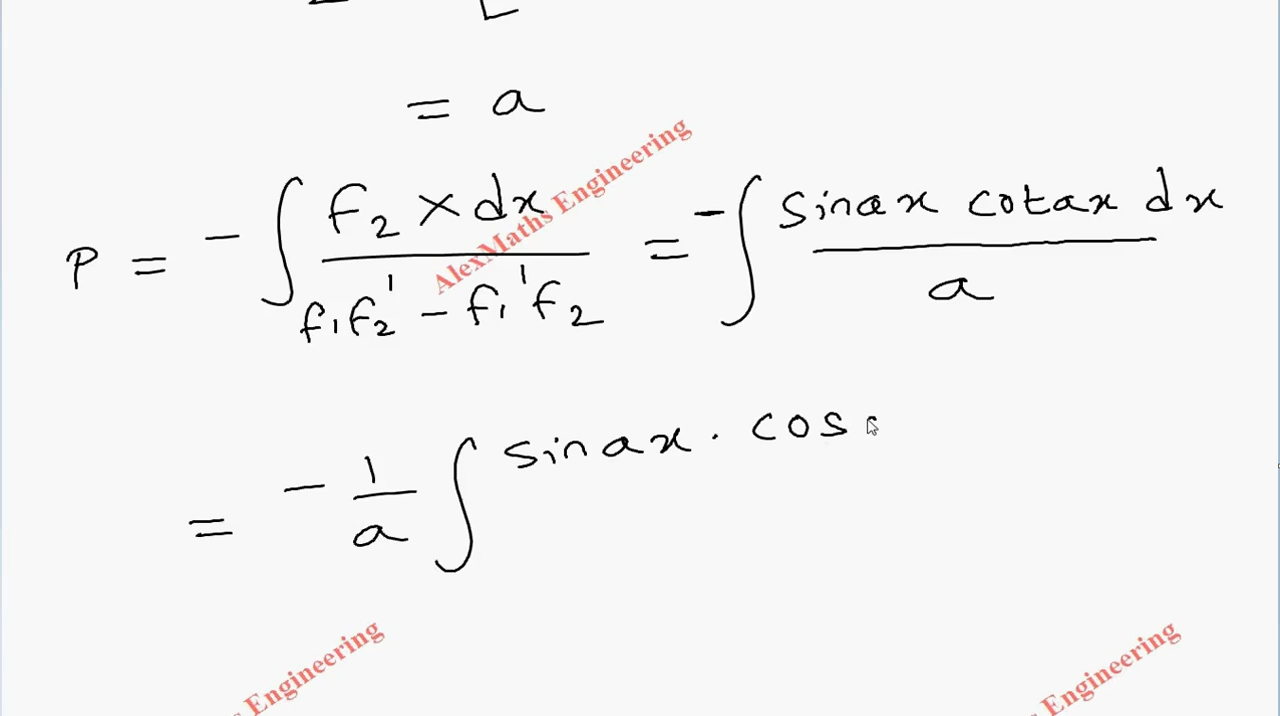 = a
P = - ∫ f₂ X dx / f₁f₂' - f₁'f₂ = - ∫ sinax cotax dx / a
= - 1/a ∫ sinax . cos
AlexMaths Engineering
s Engineering
s Engineering